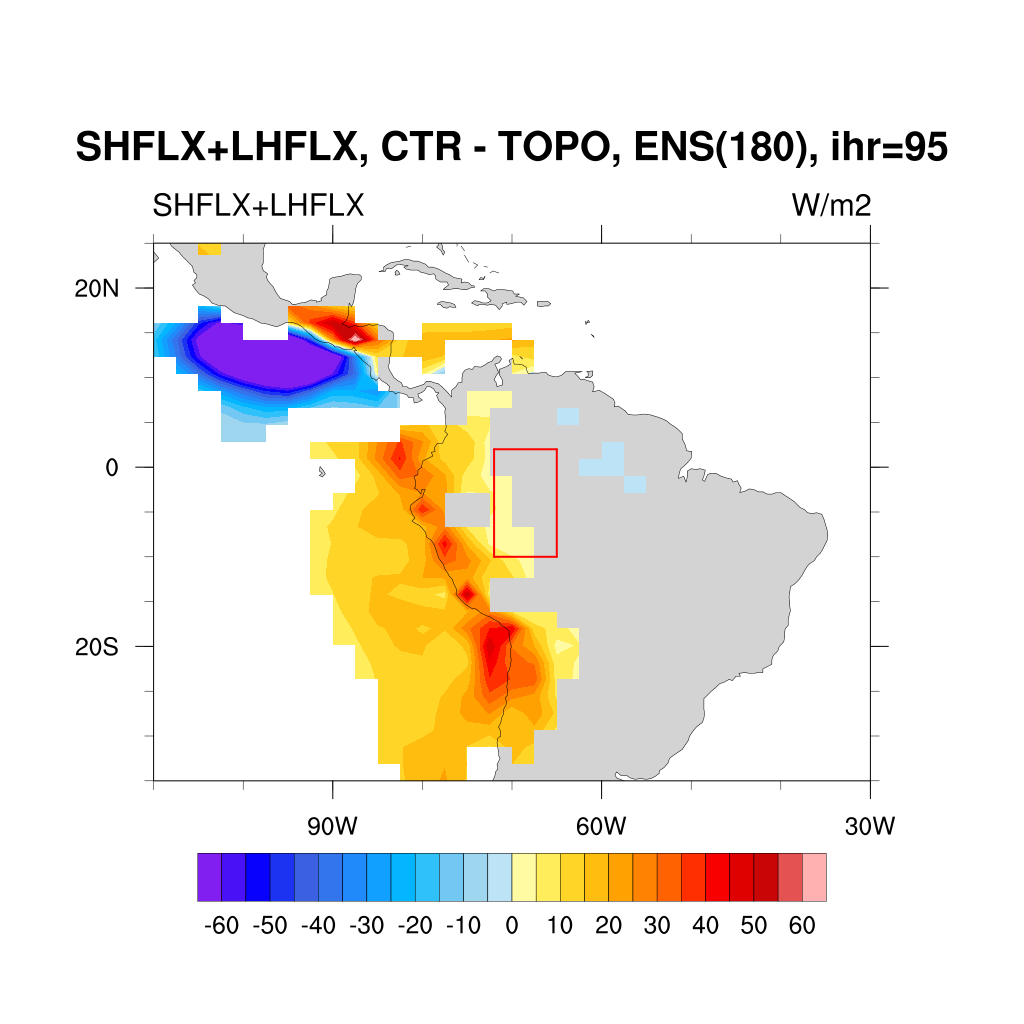 SHFLX+LHFLX, CTR - TOPO, ENS(180), ihr=95
SHFLX+LHFLX W/m2
20N
0
20S
90W 60W 30W
-60 -50 -40 -30 -20 -10 0 10 20 30 40 50 60